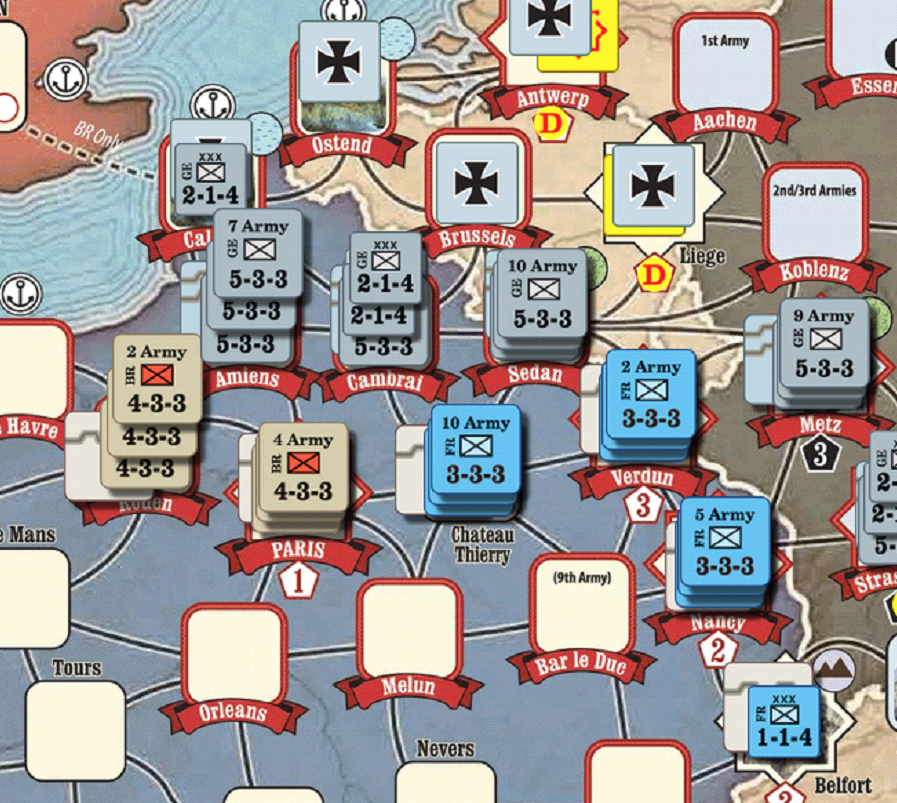 N
1st Army
Essen
BR Only
Antwerp
D
Aachen
Ostend
XXX
GE
2-1-4
Brussels
2nd/3rd Armies
Liege
D
Koblenz
7 Army
GE
5-3-3
5-3-3
5-3-3
XXX
GE
2-1-4
2-1-4
5-3-3
10 Army
GE
5-3-3
9 Army
GE
5-3-3
Amiens
Cambrai
Sedan
2 Army
BR
4-3-3
4-3-3
4-3-3
2 Army
FR
3-3-3
Metz
3
Havre
Rouen
4 Army
BR
4-3-3
10 Army
FR
3-3-3
Verdun
3
GE
2-
2-
5-
PARIS
1
Chateau
Thierry
5 Army
FR
3-3-3
e Mans
(9th Army)
Nancy
2
Stras
Tours
Orleans
Melun
Bar le Duc
XXX
FR
1-1-4
Nevers
Belfort